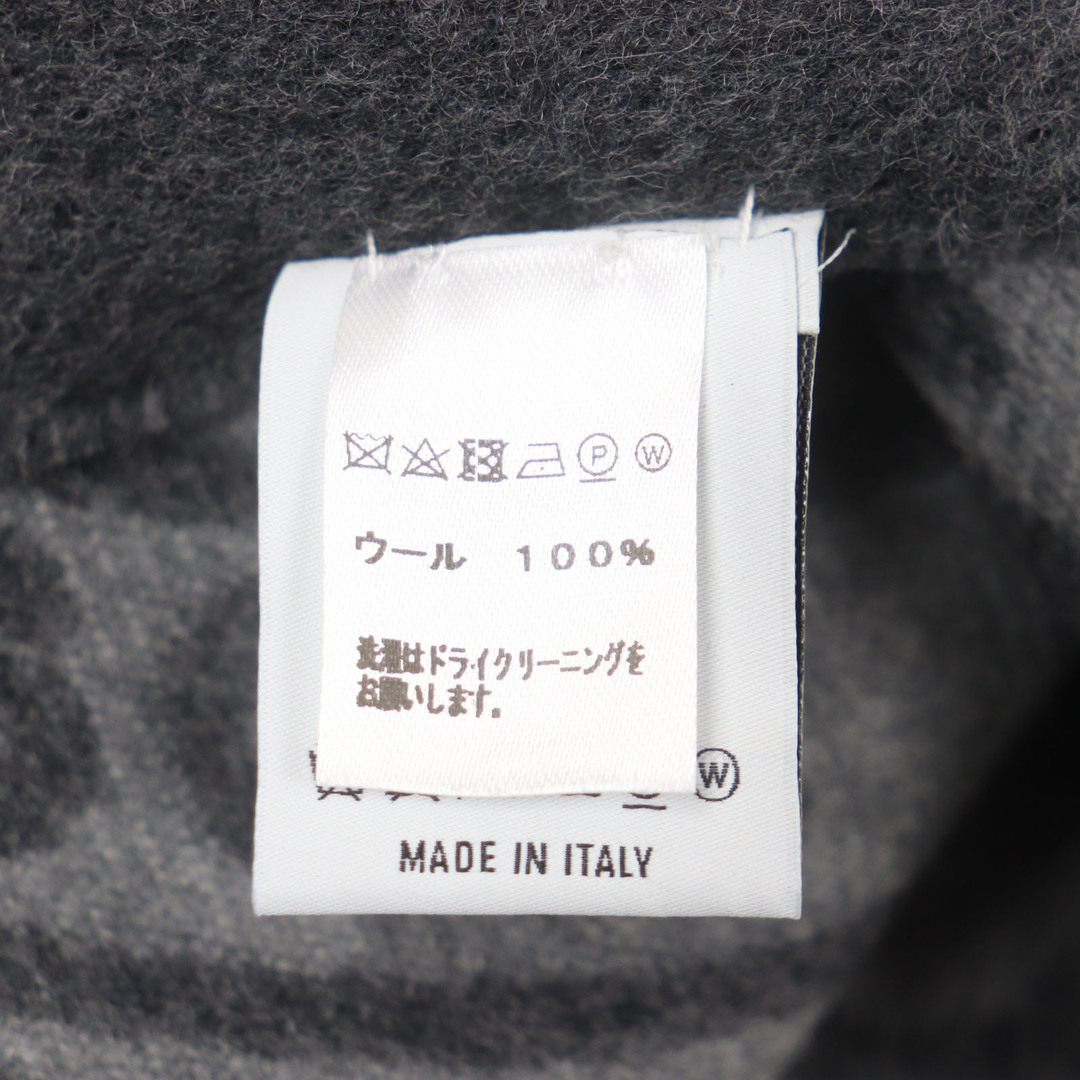 P W
ウール 100%
洗濯はドライクリーニングを
お願いします。
W
MADE IN ITALY